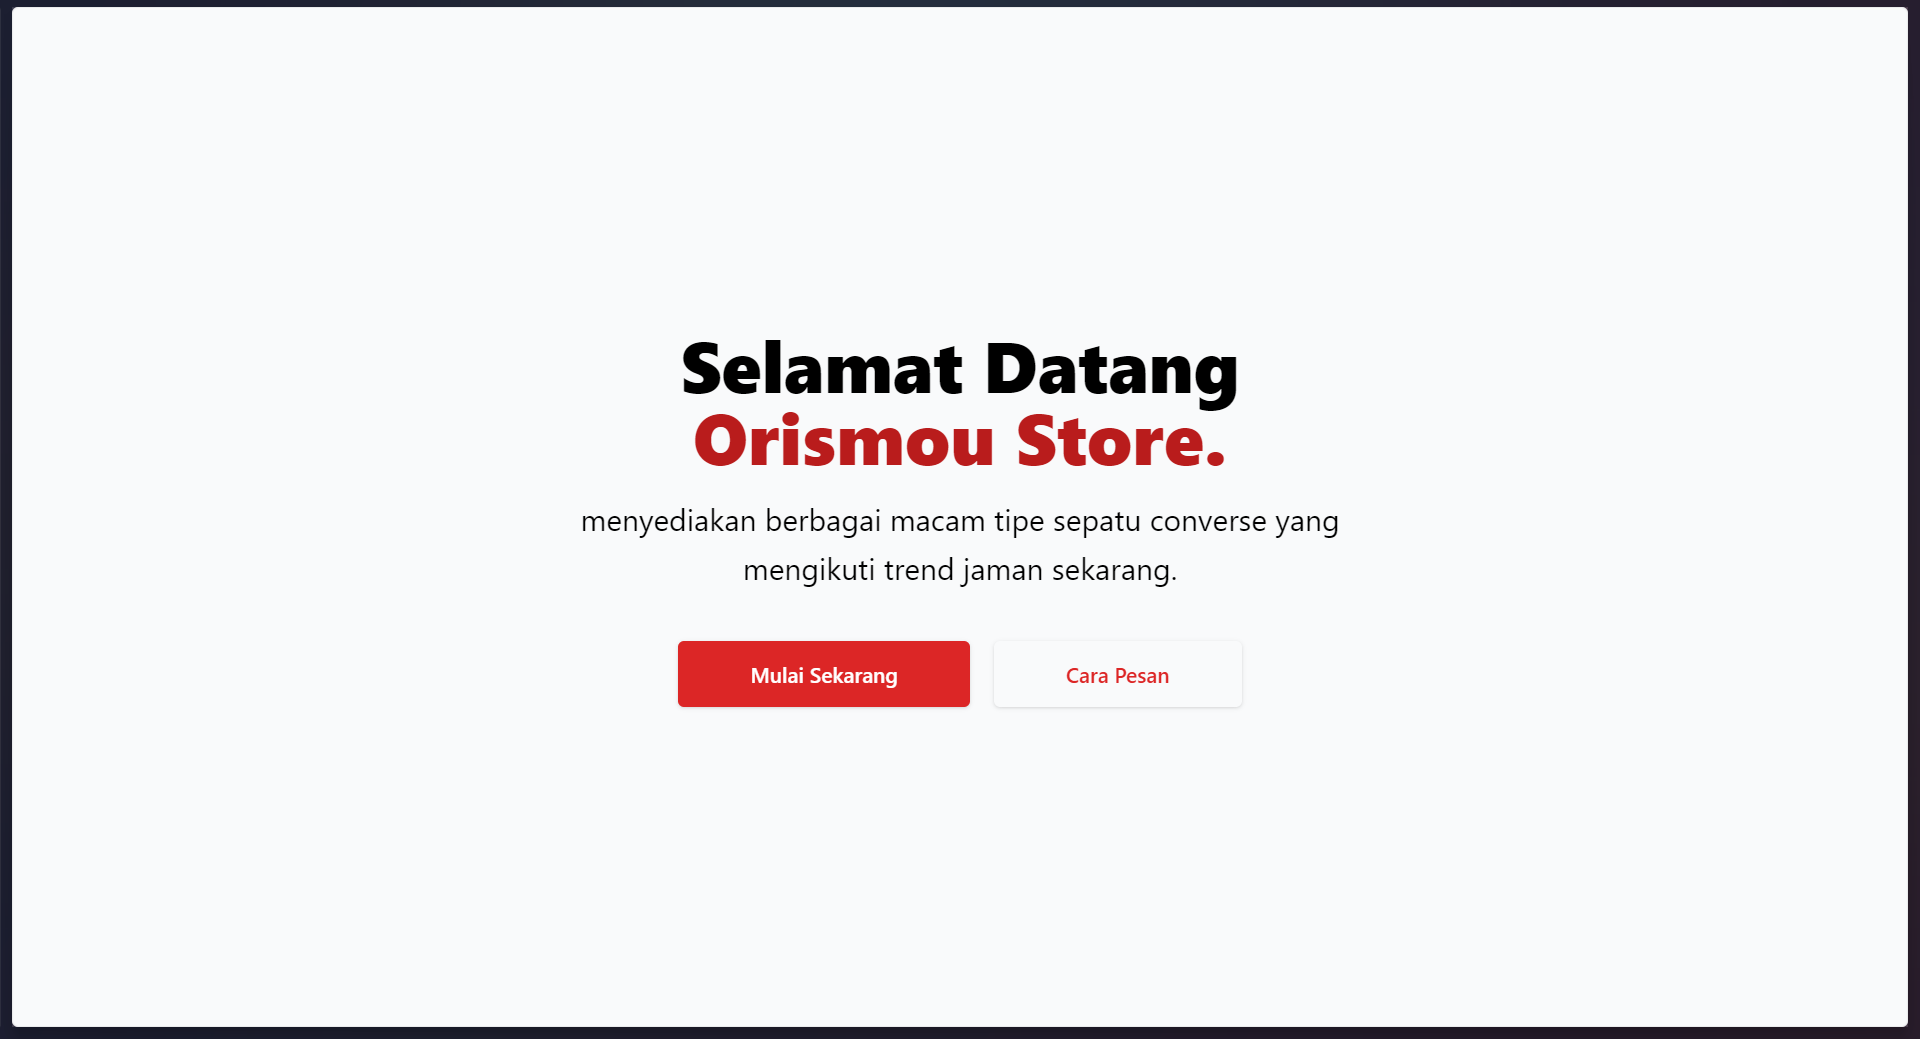 Selamat Datang
Orismou Store.
menyediakan berbagai macam tipe sepatu converse yang
mengikuti trend jaman sekarang.
Mulai Sekarang
Cara Pesan